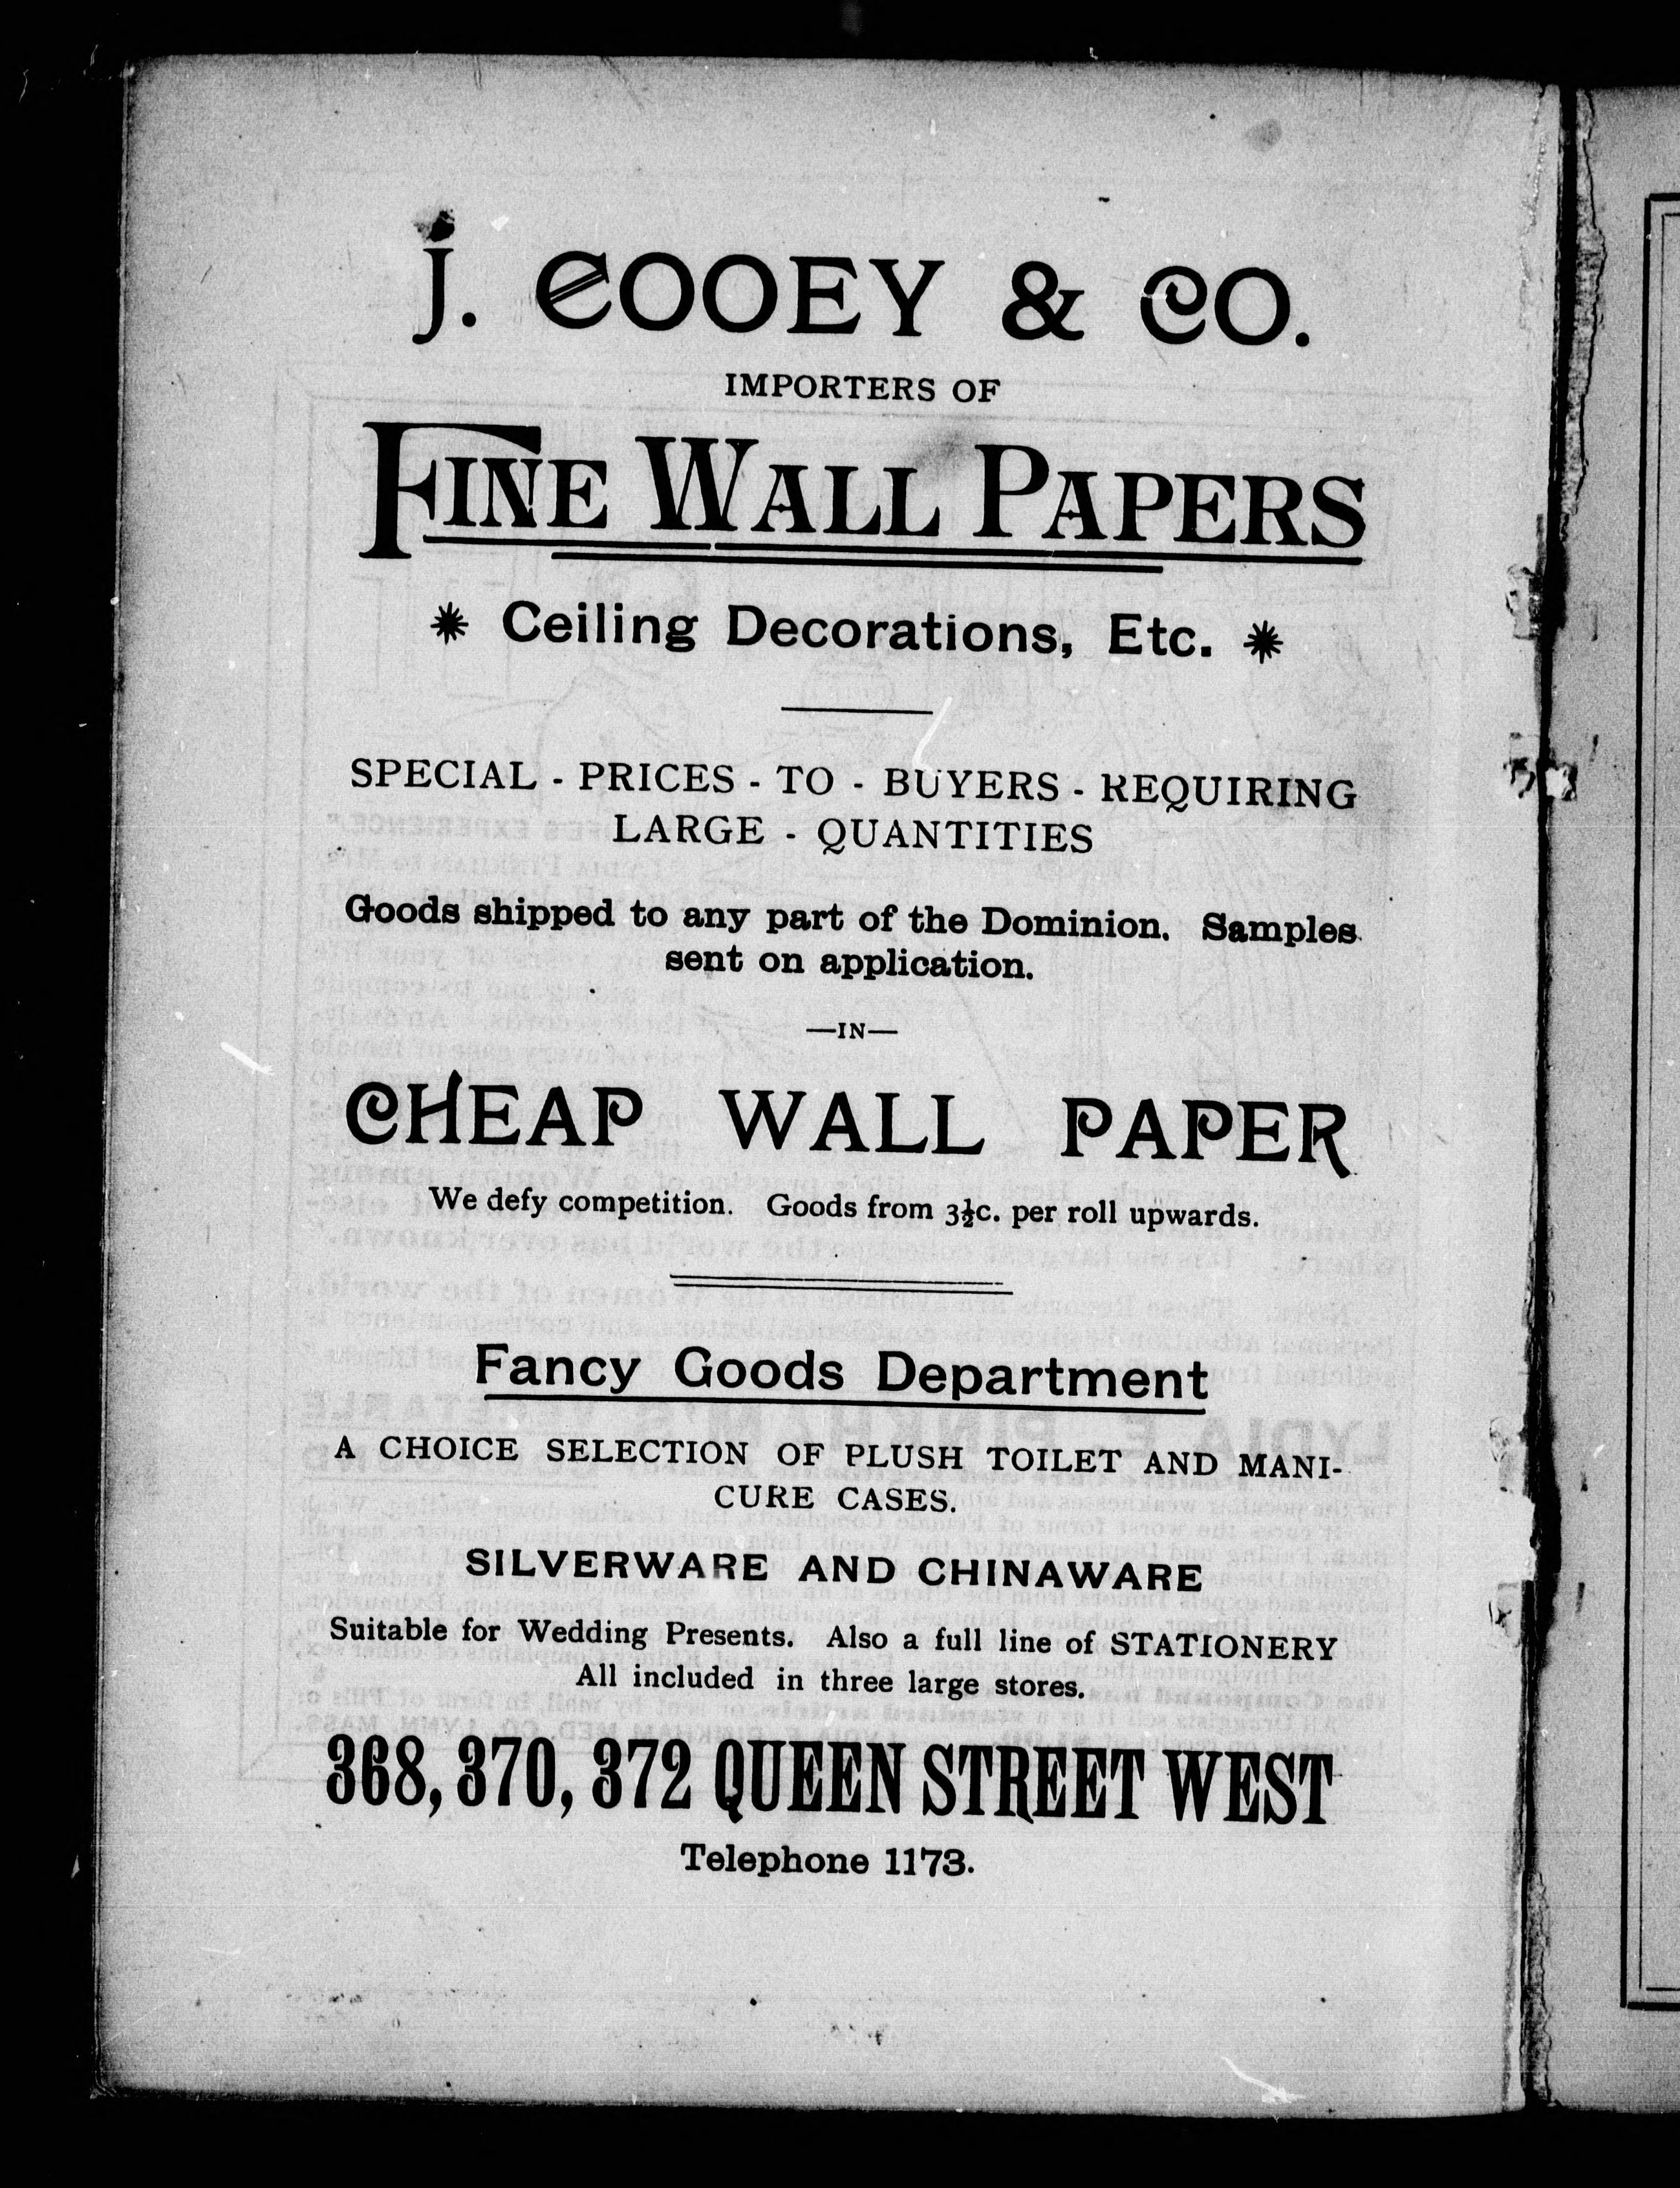 J. COOEY & CO.
IMPORTERS OF
FINE WALL PAPERS
Ceiling Decorations, Etc.
SPECIAL - PRICES - TO - BUYERS - REQUIRING
LARGE - QUANTITIES
Goods shipped to any part of the Dominion. Samples
sent on application.
—IN—
CHEAP WALL PAPER
We defy competition. Goods from 3½c. per roll upwards.
Fancy Goods Department
A CHOICE SELECTION OF PLUSH TOILET AND MANI-
CURE CASES.
SILVERWARE AND CHINAWARE
Suitable for Wedding Presents. Also a full line of STATIONERY
All included in three large stores.
368, 370, 372 QUEEN STREET WEST
Telephone 1173.